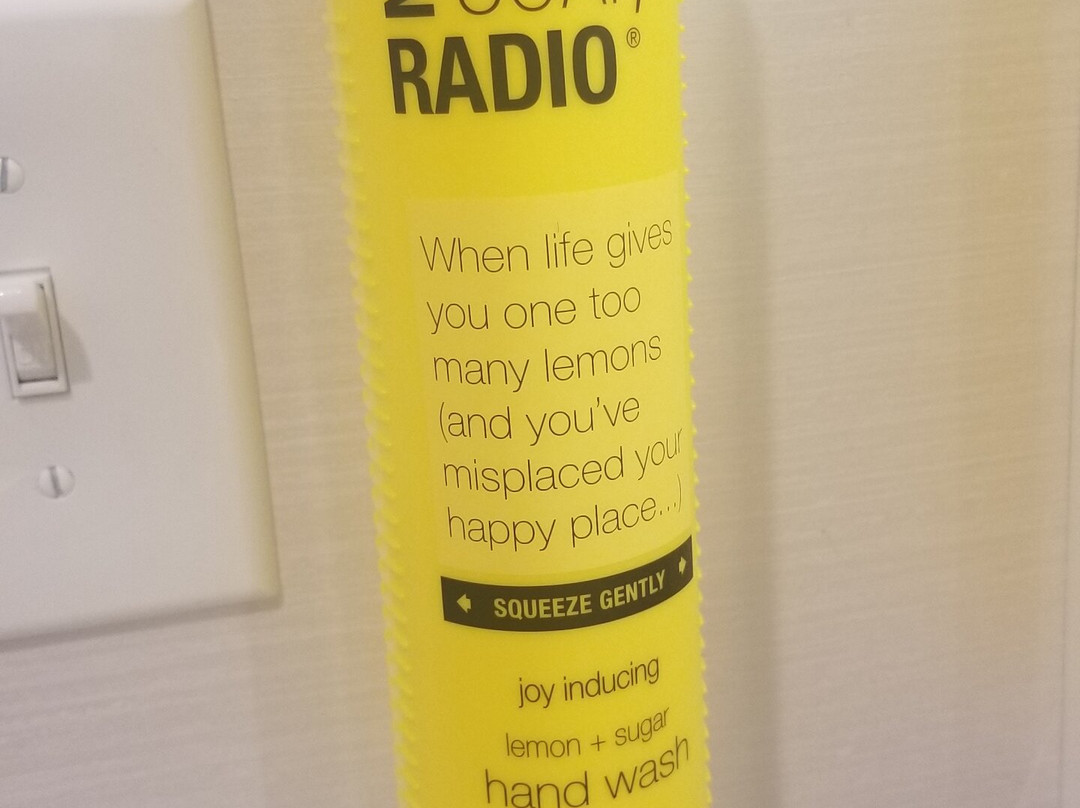 RADIO®
When life gives
you one too
many lemons
(and you've
misplaced your
happy place...)
SQUEEZE GENTLY
joy inducing
lemon + sugar
hand wash